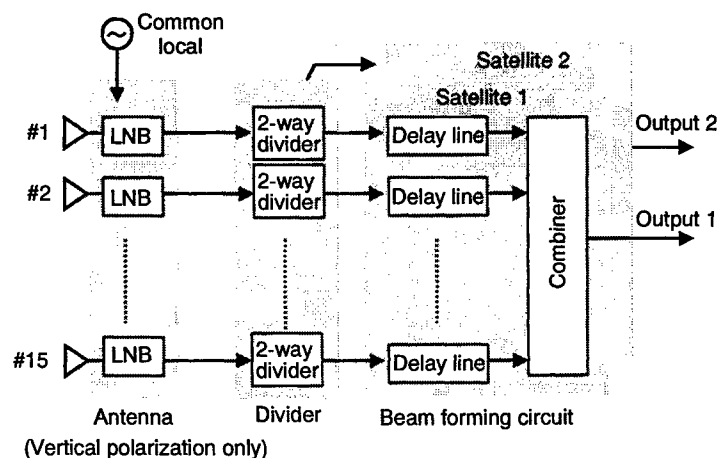 Common
local
Satellite 2
Satellite 1
#1
LNB
2-way
divider
Delay line
Output 2
#2
LNB
2-way
divider
Delay line
Output 1
Combiner
#15
LNB
2-way
divider
Delay line
Antenna
Divider
Beam forming circuit
(Vertical polarization only)